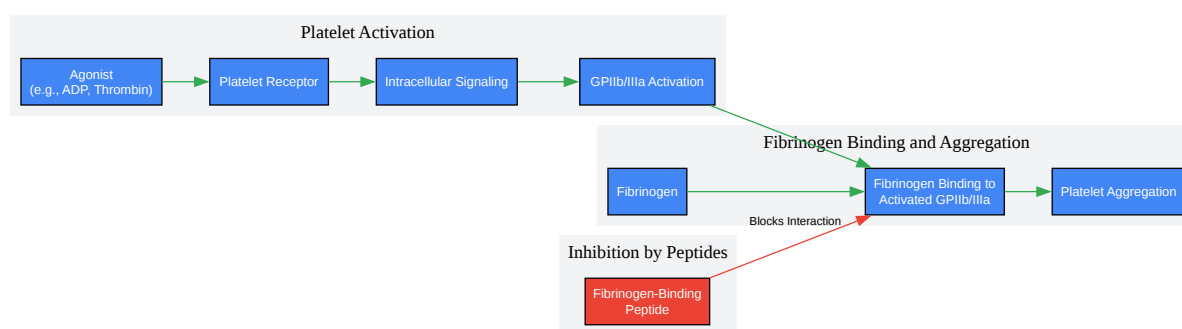 Platelet Activation
Agonist
(e.g., ADP, Thrombin)
Platelet Receptor
Intracellular Signaling
GPIIb/IIIa Activation
Fibrinogen Binding and Aggregation
Fibrinogen
Fibrinogen Binding to
Activated GPIIb/IIIa
Platelet Aggregation
Blocks Interaction
Inhibition by Peptides
Fibrinogen-Binding
Peptide